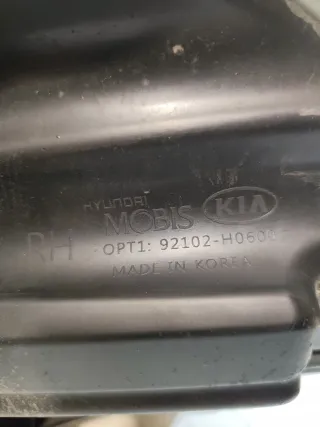 HYUNDAI
MOBIS KIA
RH OPT1: 92102-H0600
MADE IN KOREA